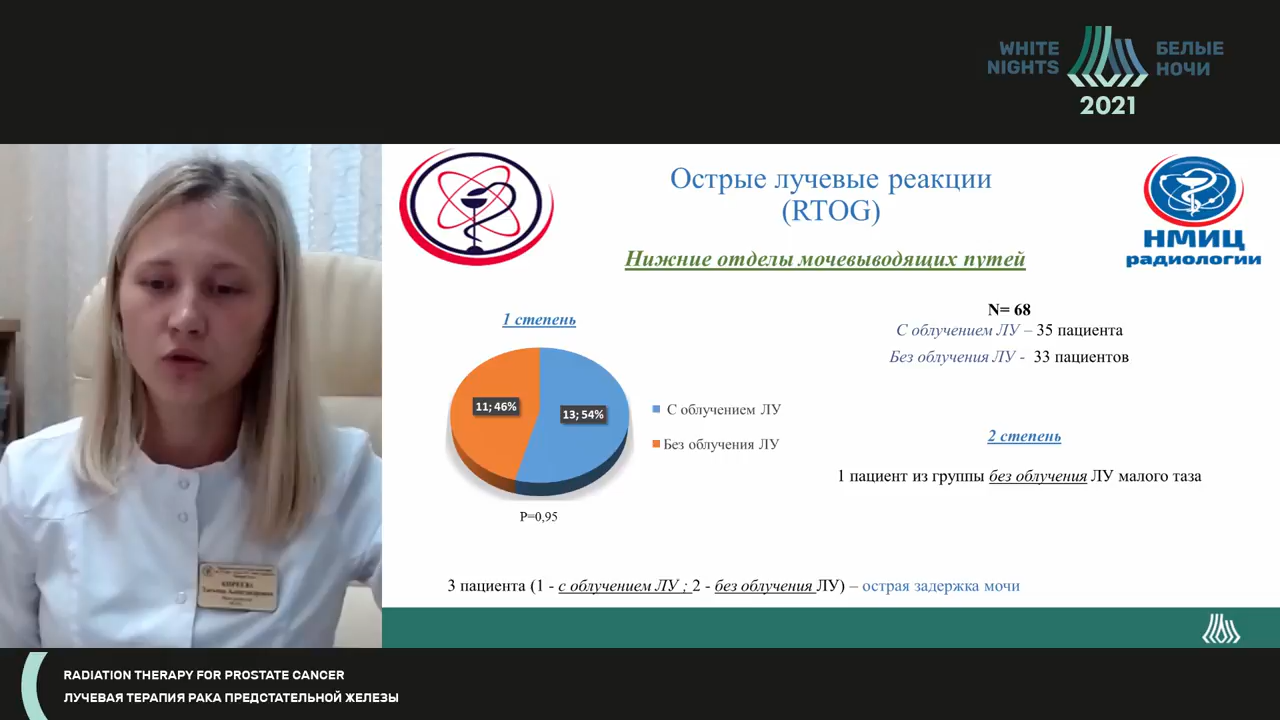 WHITE NIGHTS
БЕЛЫЕ НОЧИ
2021
Острые лучевые реакции
(RTOG)
НМИЦ
радиологии
Нижние отделы мочевыводящих путей
1 степень
11; 46%
13; 54%
С облучением ЛУ
Без облучения ЛУ
P=0,95
N= 68
С облучением ЛУ – 35 пациента
Без облучения ЛУ - 33 пациентов
2 степень
1 пациент из группы без облучения ЛУ малого таза
3 пациента (1 - с облучением ЛУ ; 2 - без облучения ЛУ) – острая задержка мочи
RADIATION THERAPY FOR PROSTATE CANCER
ЛУЧЕВАЯ ТЕРАПИЯ РАКА ПРЕДСТАТЕЛЬНОЙ ЖЕЛЕЗЫ